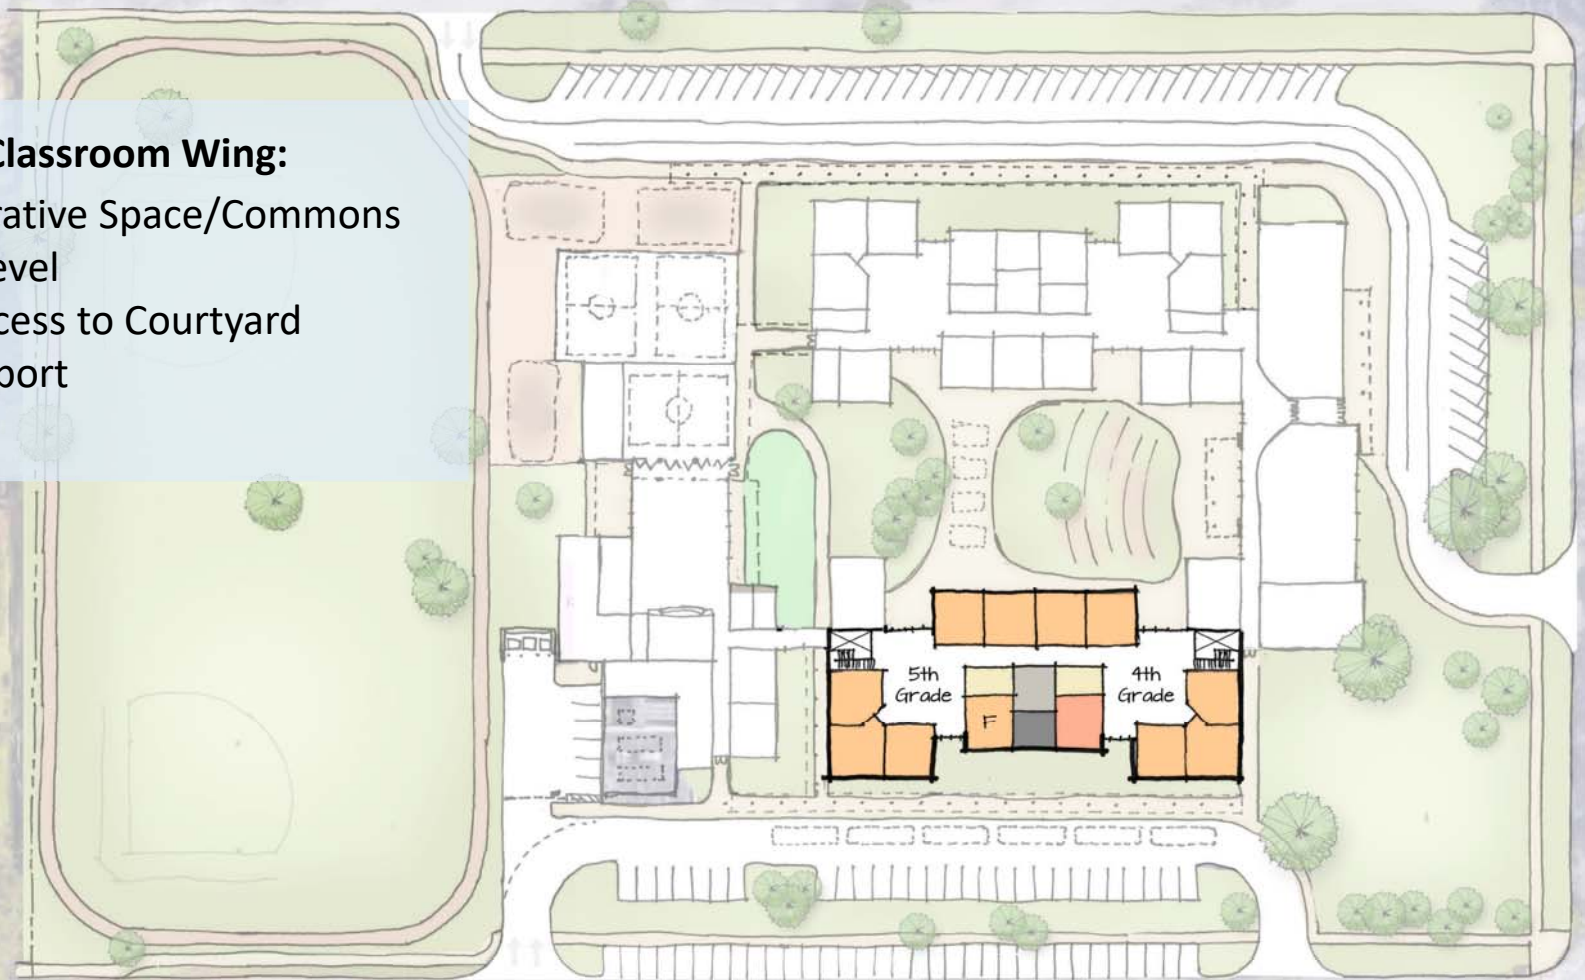 Classroom Wing:
rative Space/Commons
evel
cess to Courtyard
port
5th
Grade
4th
Grade
F